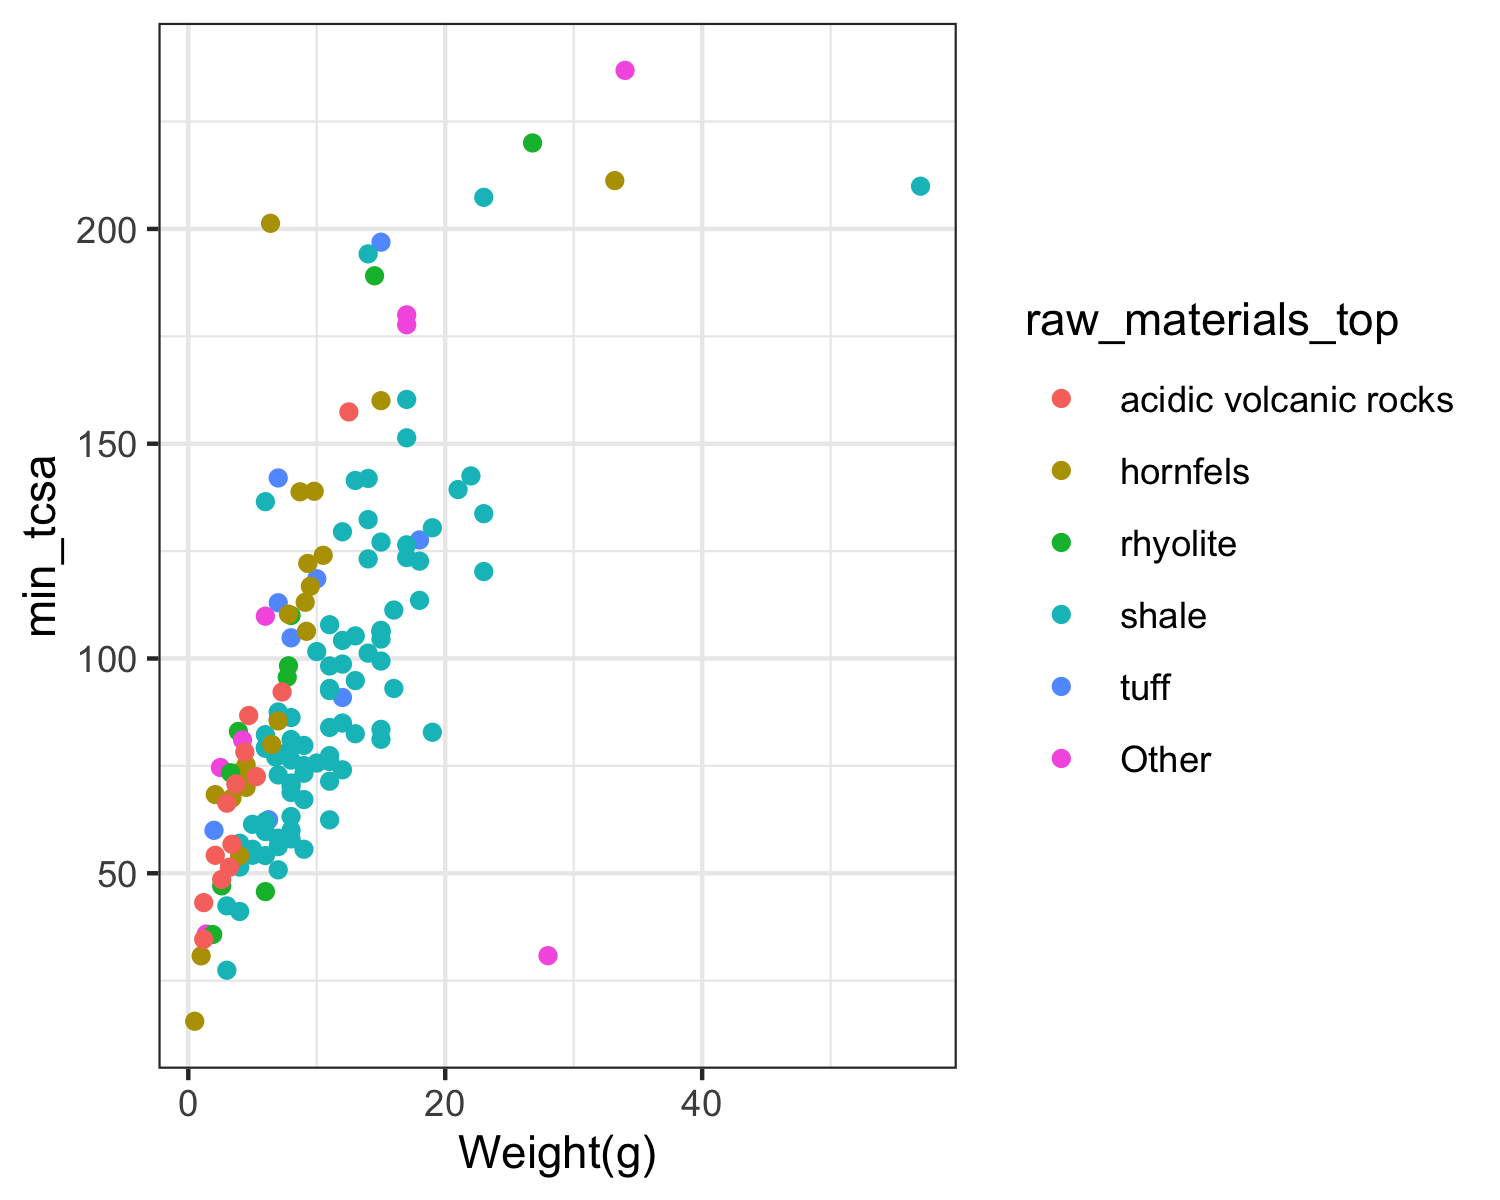 200
150
100
50
min_tcsa
0 20 40
Weight(g)
raw_materials_top
acidic volcanic rocks
hornfels
rhyolite
shale
tuff
Other